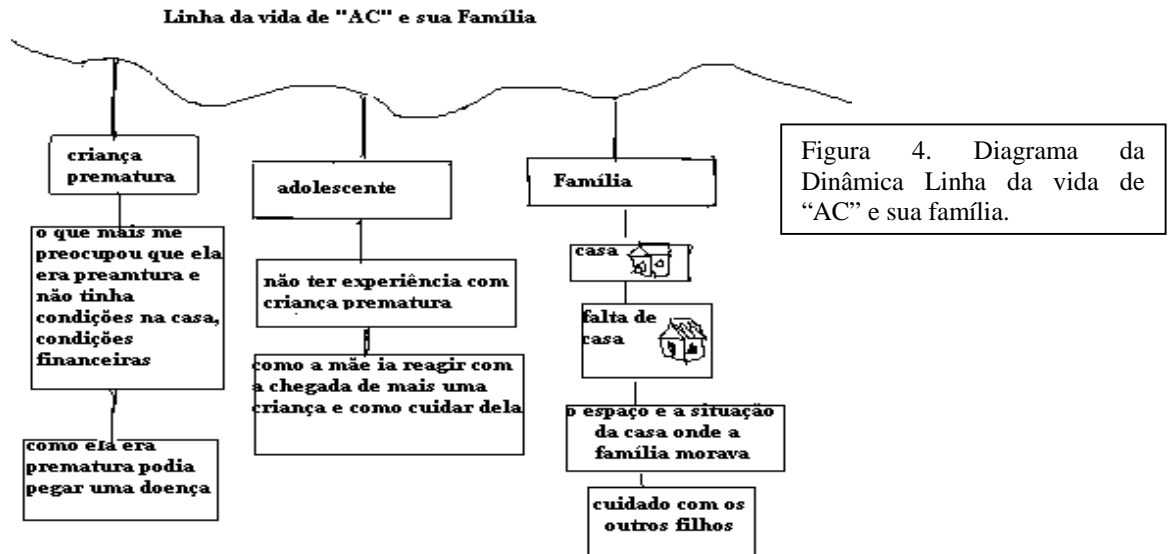 Linha da vida de "AC" e sua Família
criança
prematura
o que mais me
preocupou que ela
era preamtura e
não tinha
condições na casa,
condições
financeiras
como ela era
prematura podia
pegar uma doença
adolescente
não ter experiência com
criança prematura
como a mãe ia reagir com
a chegada de mais uma
criança e como cuidar dela
Família
casa
falta de
casa
o espaço e a situação
da casa onde a
família morava
cuidado com os
outros filhos
Figura 4. Diagrama da
Dinâmica Linha da vida de
“AC” e sua família.